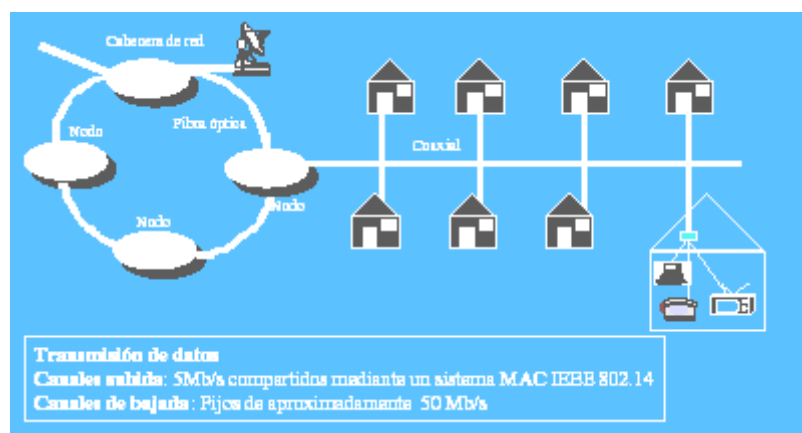 Cabecera de red
Nodo
Fibra óptica
Coaxial
Nodo
Nodo
Transmisión de datos
Canales subida: 5Mb/s compartidos mediante un sistema MAC IEEE 802.14
Canales de bajada: Fijos de aproximadamente 50 Mb/s